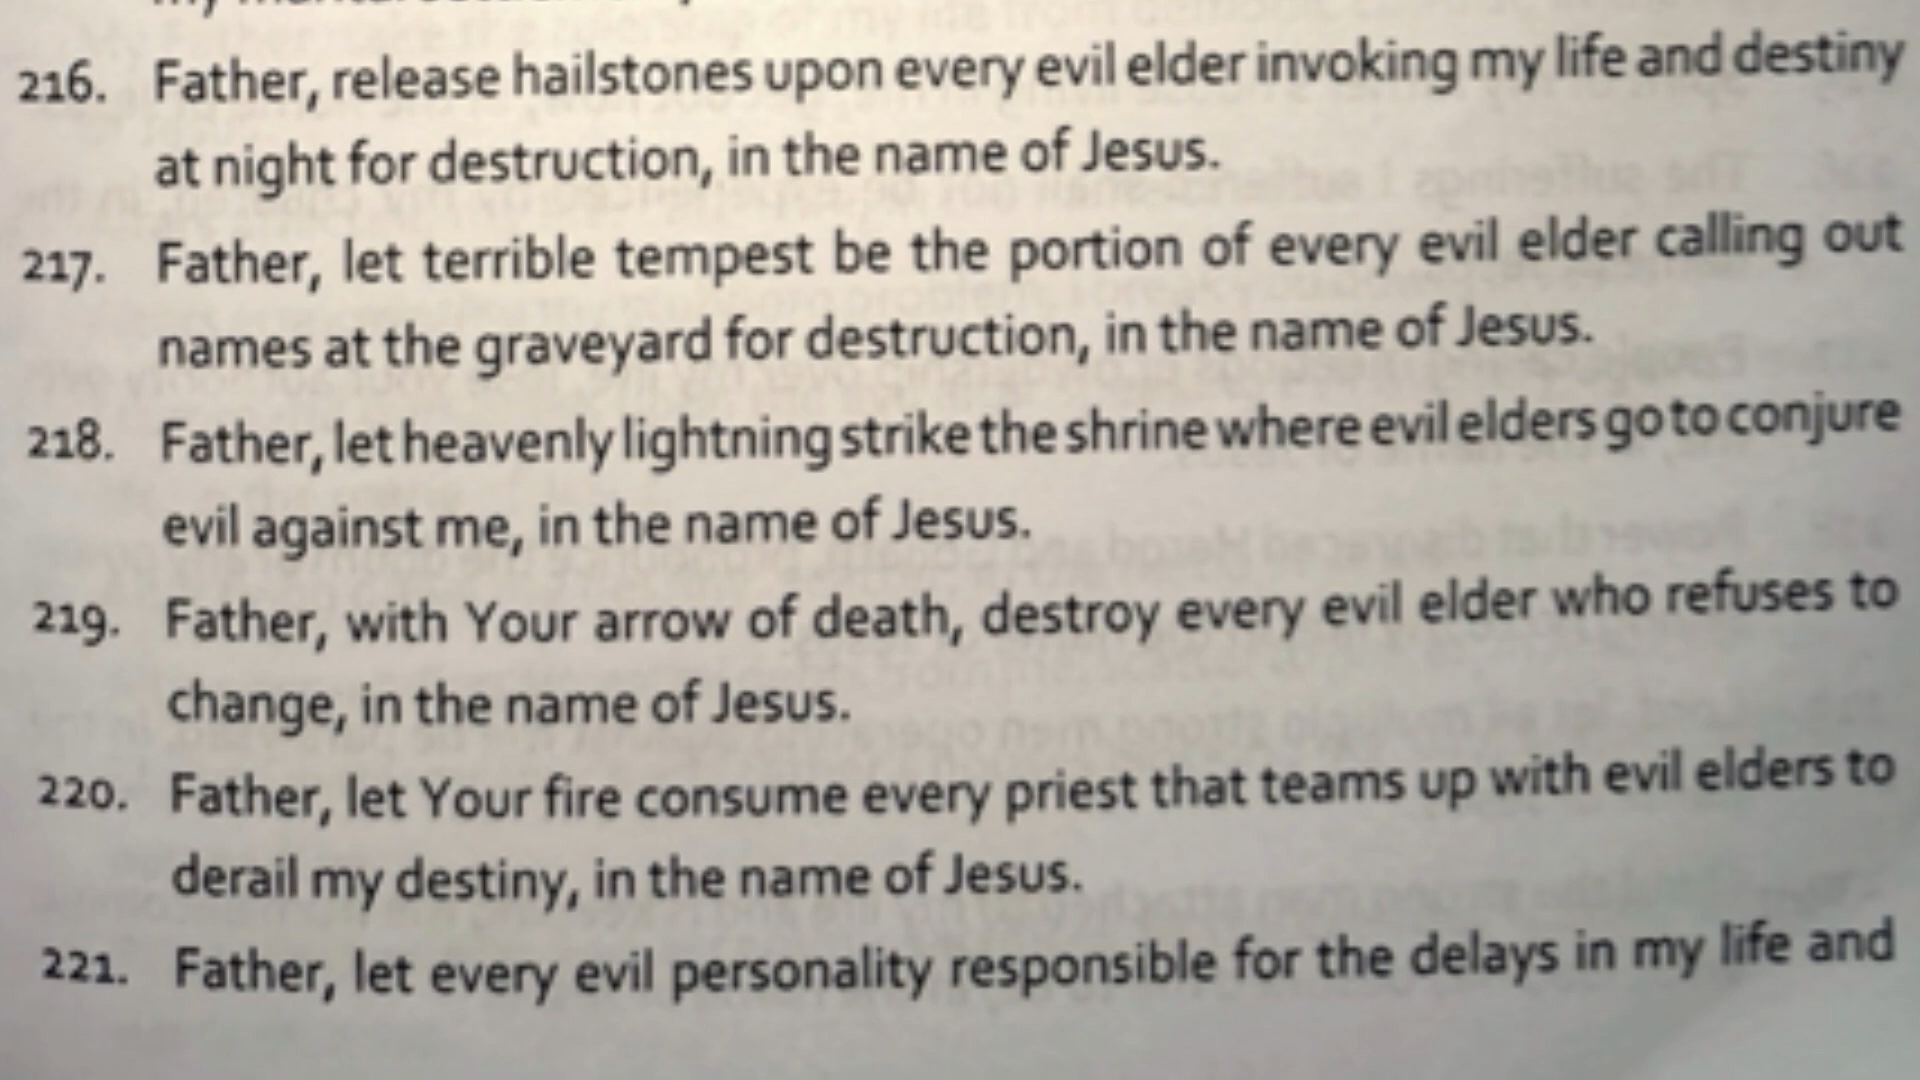 216. Father, release hailstones upon every evil elder invoking my life and destiny
at night for destruction, in the name of Jesus.
217. Father, let terrible tempest be the portion of every evil elder calling out
names at the graveyard for destruction, in the name of Jesus.
218. Father, let heavenly lightning strike the shrine where evil elders go to conjure
evil against me, in the name of Jesus.
219. Father, with Your arrow of death, destroy every evil elder who refuses to
change, in the name of Jesus.
220. Father, let Your fire consume every priest that teams up with evil elders to
derail my destiny, in the name of Jesus.
221. Father, let every evil personality responsible for the delays in my life and